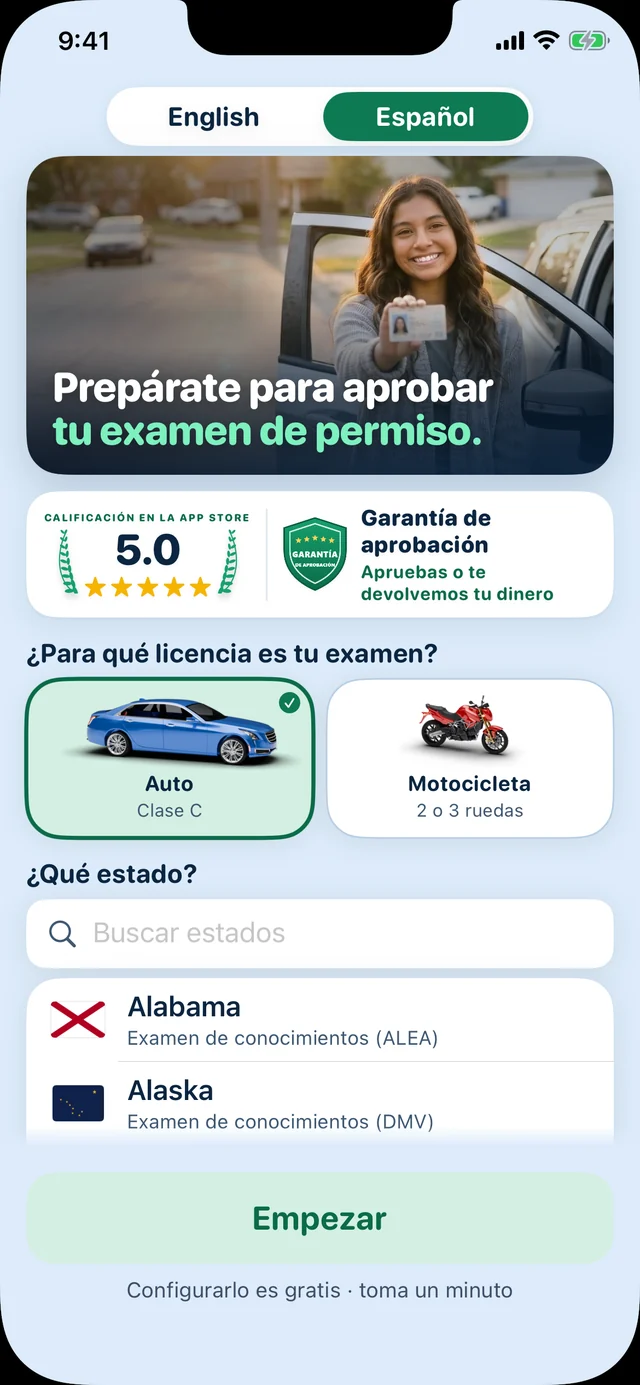 9:41
English
Español
Prepárate para aprobar
tu examen de permiso.
CALIFICACIÓN EN LA APP STORE
5.0
GARANTÍA
DE APROBACIÓN
Garantía de
aprobación
Apruebas o te
devolvemos tu dinero
¿Para qué licencia es tu examen?
Auto
Clase C
Motocicleta
2 o 3 ruedas
¿Qué estado?
Buscar estados
Alabama
Examen de conocimientos (ALEA)
Alaska
Examen de conocimientos (DMV)
Empezar
Configurarlo es gratis · toma un minuto